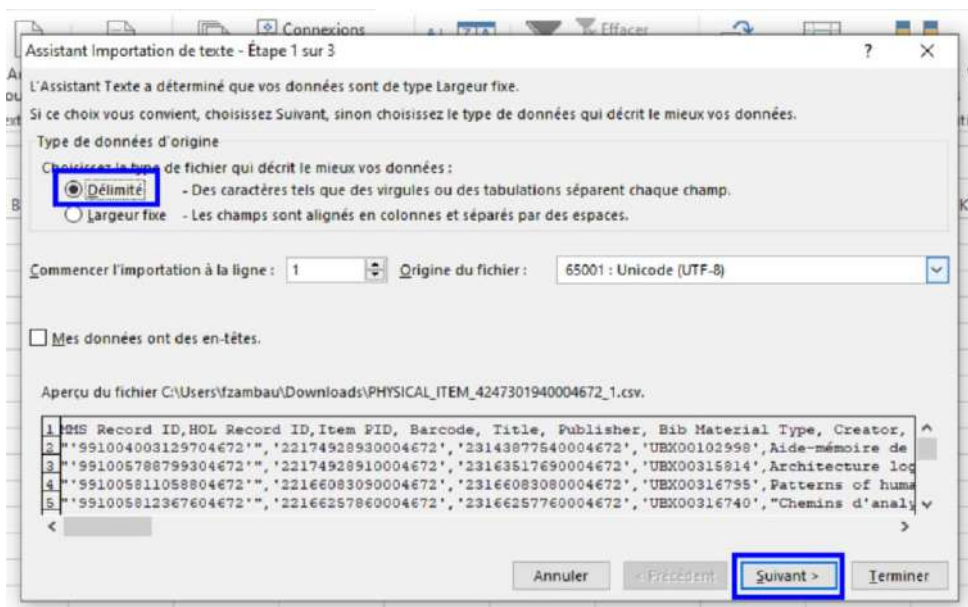 Connexions
Effacer
Assistant Importation de texte - Étape 1 sur 3
?
L'Assistant Texte a déterminé que vos données sont de type Largeur fixe.
Si ce choix vous convient, choisissez Suivant, sinon choisissez le type de données qui décrit le mieux vos données.
Type de données d'origine
Choisissez le type de fichier qui décrit le mieux vos données :
Délimité - Des caractères tels que des virgules ou des tabulations séparent chaque champ.
B
Largeur fixe - Les champs sont alignés en colonnes et séparés par des espaces.
K
Commencer l'importation à la ligne : 1 Origine du fichier : 65001 : Unicode (UTF-8)
Mes données ont des en-têtes.
Aperçu du fichier C:\Users\fzambau\Downloads\PHYSICAL_ITEM_4247301940004672_1.csv.
1 MMS Record ID,HOL Record ID,Item PID, Barcode, Title, Publisher, Bib Material Type, Creator,
2 "'991004003129704672'",'22174928930004672','23143877540004672','UBX00102998',Aide-mémoire de
3 "'991005788799304672'",'22174928910004672','23163517690004672','UBX00315814',Architecture log
4 "'991005811058804672'",'22166083090004672','23166083080004672','UBX00316795',Patterns of huma
5 "'991005812367604672'",'22166257860004672','23166257760004672','UBX00316740',"Chemins d'analy
Annuler < Précédent Suivant > Terminer